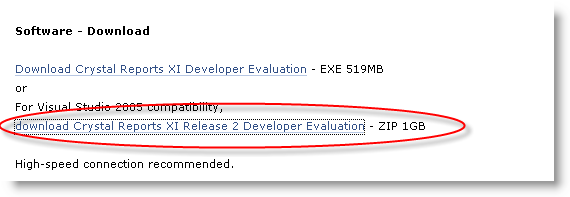 Software - Download
Download Crystal Reports XI Developer Evaluation - EXE 519MB
or
For Visual Studio 2005 compatibility,
download Crystal Reports XI Release 2 Developer Evaluation - ZIP 1GB
High-speed connection recommended.